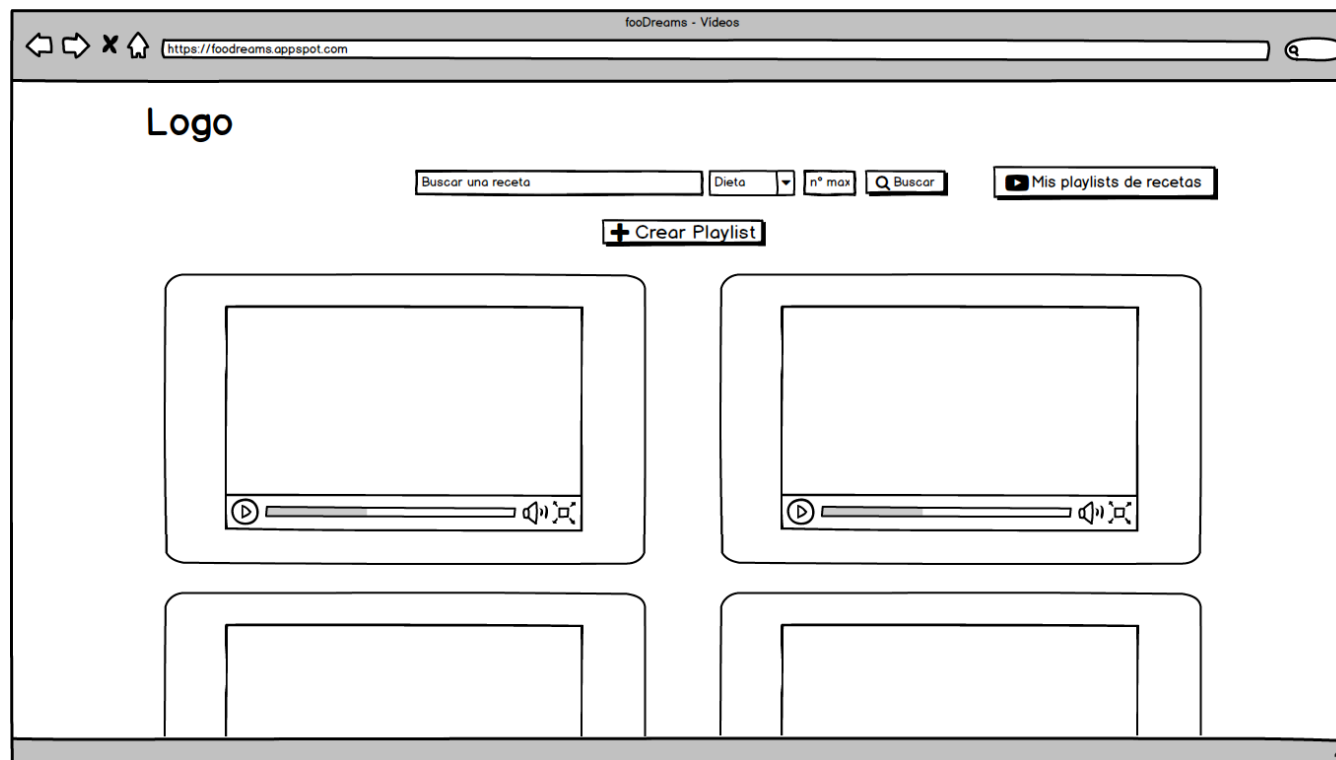 fooDreams - Vídeos
https://foodreams.appspot.com
Logo
Buscar una receta
Dieta
nº max
Buscar
Mis playlists de recetas
Crear Playlist